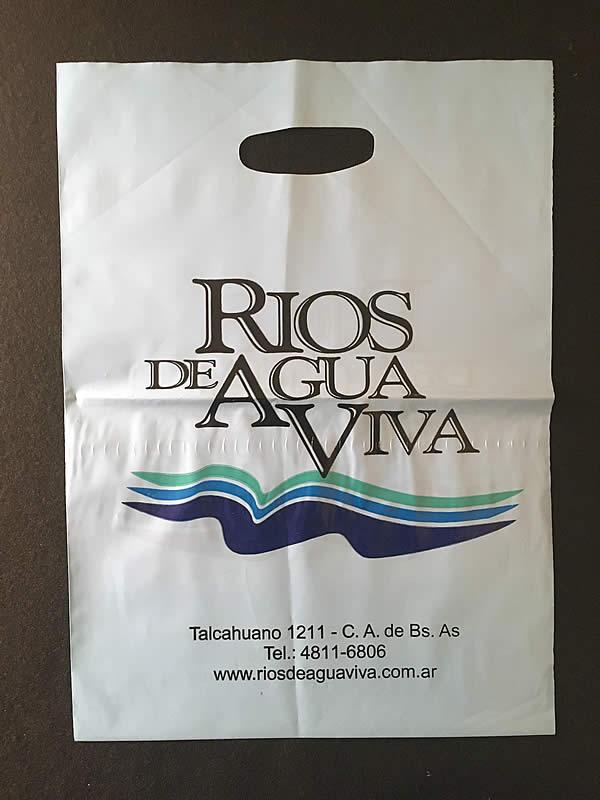 RIOS
DE AGUA
VIVA
Talcahuano 1211 - C. A. de Bs. As
Tel.: 4811-6806
www.riosdeaguaviva.com.ar